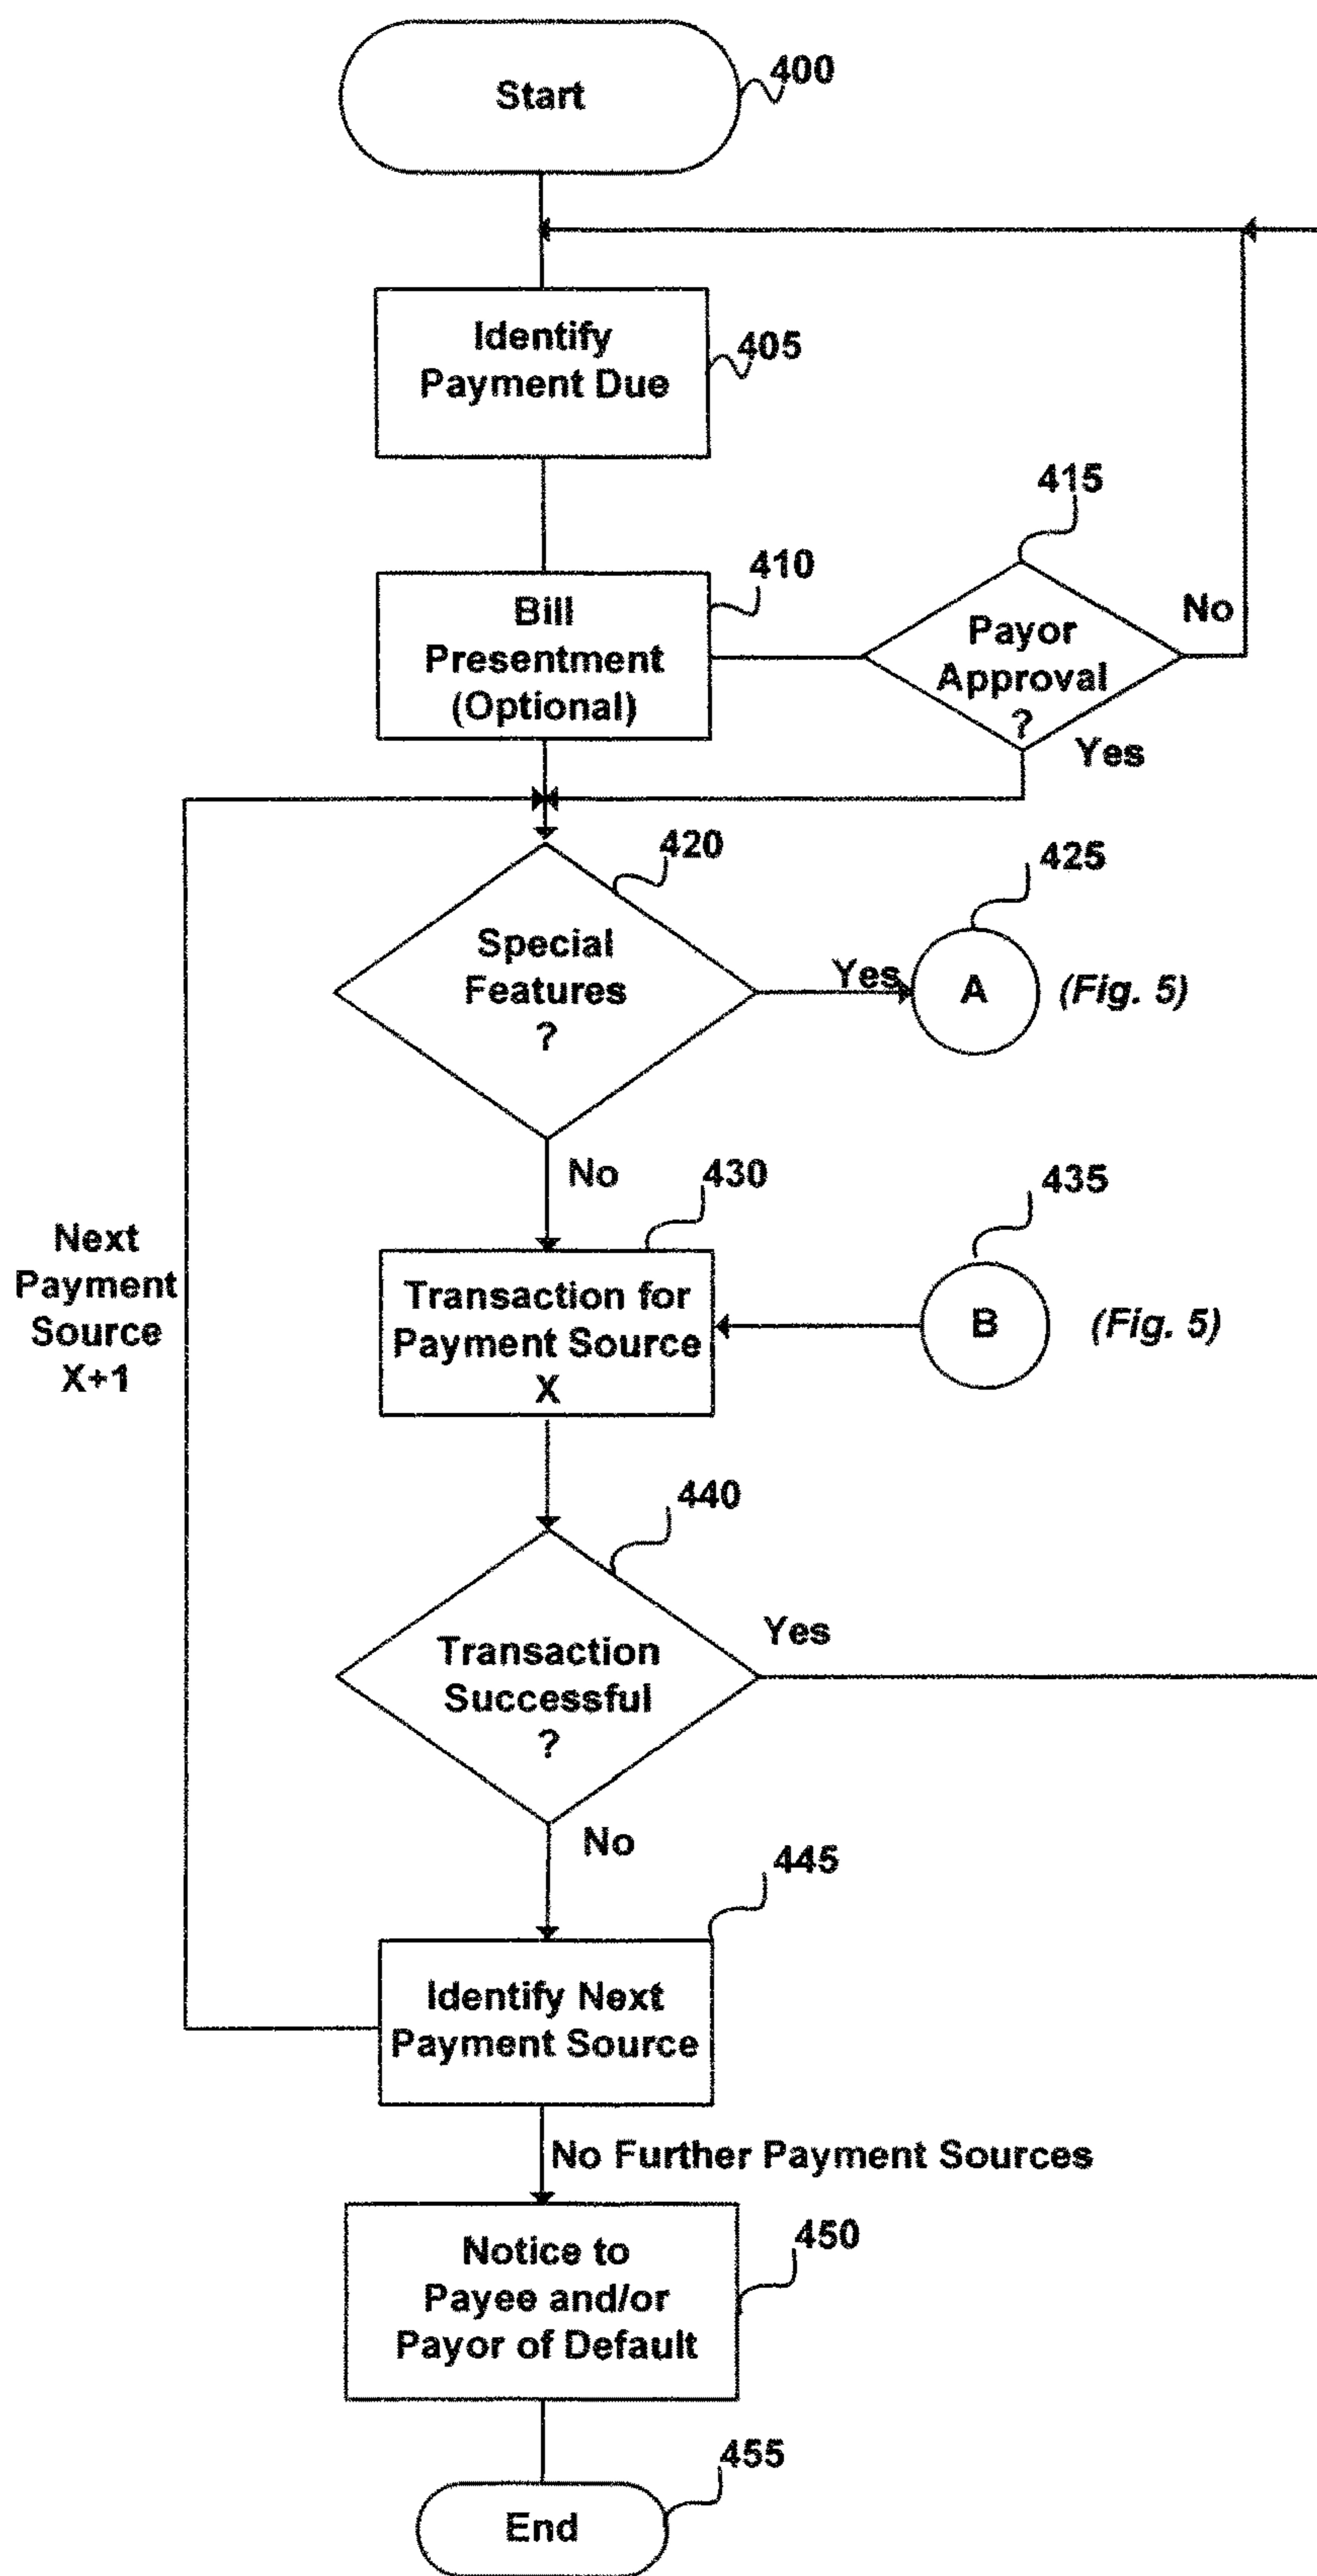 Start
400
Identify
Payment Due
405
Bill
Presentment
(Optional)
410
415
Payor
Approval
?
No
Yes
420
Special
Features
?
Yes
425
A
(Fig. 5)
No
430
Transaction for
Payment Source
X
435
B
(Fig. 5)
Next
Payment
Source
X+1
440
Transaction
Successful
?
Yes
No
445
Identify Next
Payment Source
No Further Payment Sources
450
Notice to
Payee and/or
Payor of Default
455
End